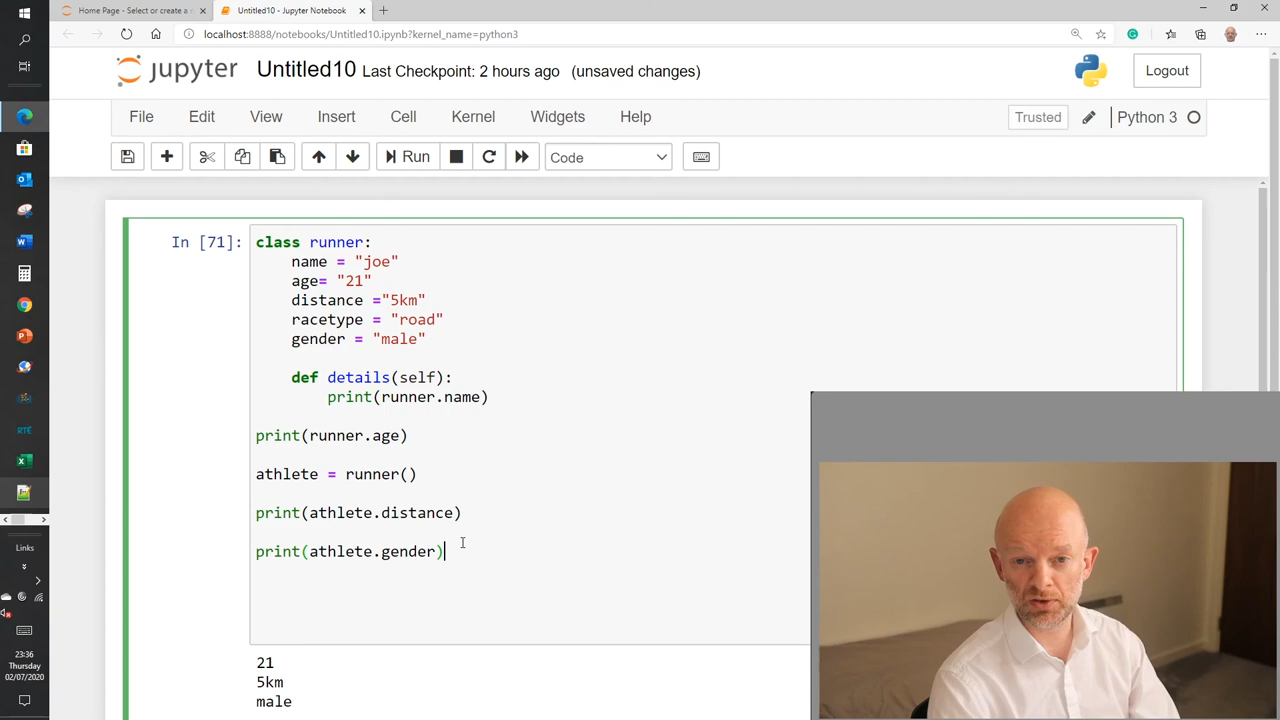 Home Page - Select or create a n
Untitled10 - Jupyter Notebook
localhost:8888/notebooks/Untitled10.ipynb?kernel_name=python3
jupyter Untitled10 Last Checkpoint: 2 hours ago (unsaved changes)
Logout
File Edit View Insert Cell Kernel Widgets Help
Trusted
Python 3
Run
Code
In [71]:
class runner:
    name = "joe"
    age= "21"
    distance ="5km"
    racetype = "road"
    gender = "male"
    def details(self):
        print(runner.name)
print(runner.age)
athlete = runner()
print(athlete.distance)
print(athlete.gender)
21
5km
male
RTÉ
Links
23:36
Thursday
02/07/2020